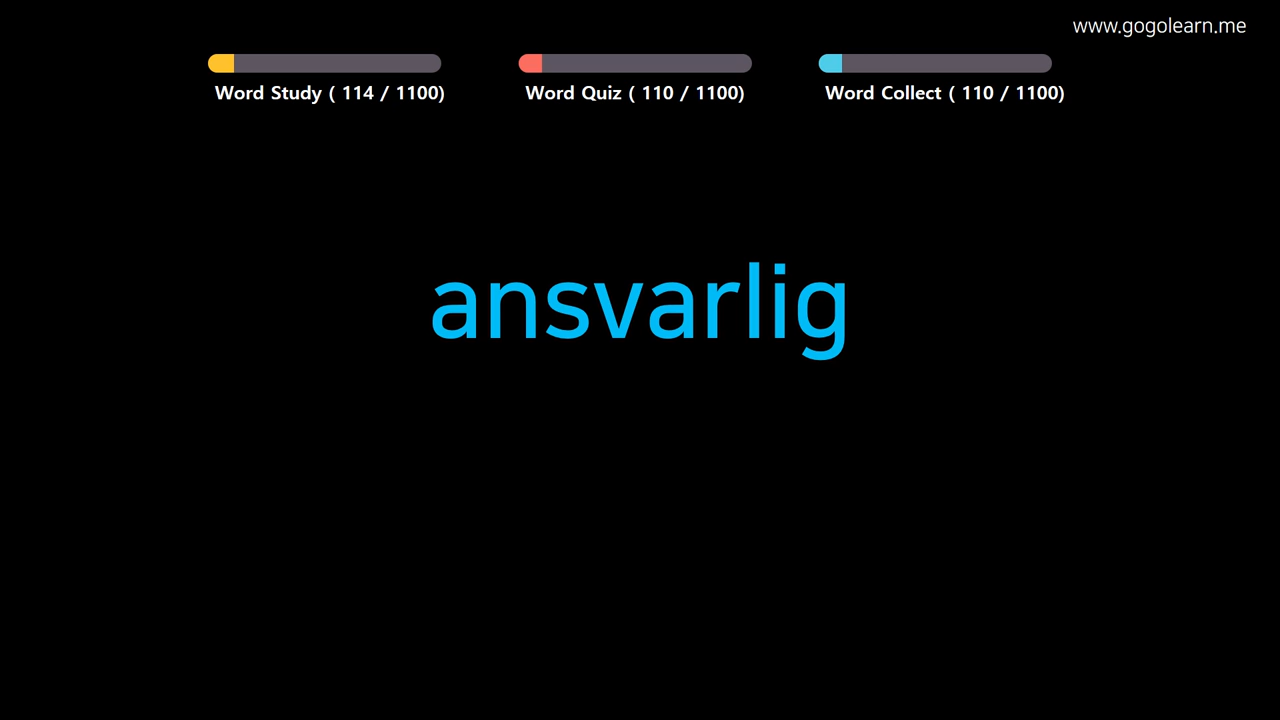 www.gogolearn.me
Word Study ( 114 / 1100)
Word Quiz ( 110 / 1100)
Word Collect ( 110 / 1100)
ansvarlig